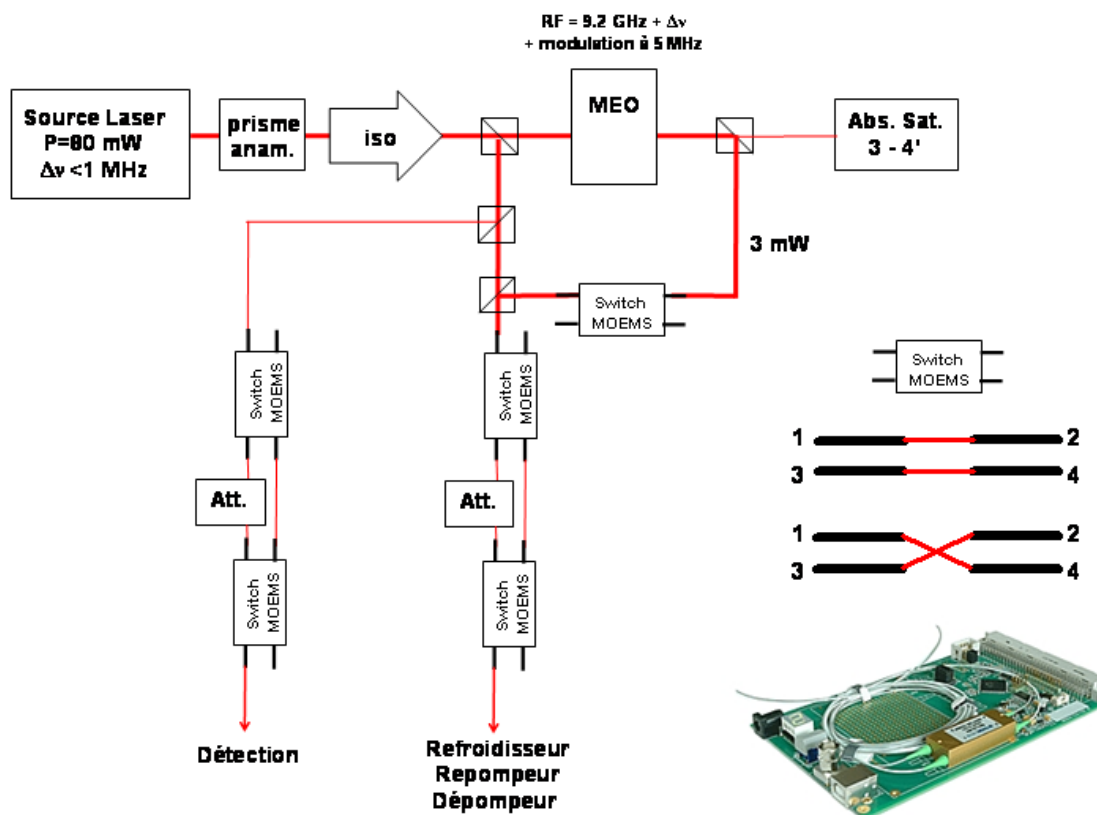 RF = 9.2 GHz + Δν
+ modulation à 5 MHz
Source Laser
P=80 mW
Δν <1 MHz
prisme
anam.
iso
MEO
Abs. Sat.
3 - 4'
3 mW
Switch
MOEMS
Switch
MOEMS
Switch
MOEMS
Switch
MOEMS
1 2
3 4
Att.
Att.
1 2
3 4
Switch
MOEMS
Switch
MOEMS
Détection
Refroidisseur
Repompeur
Dépompeur